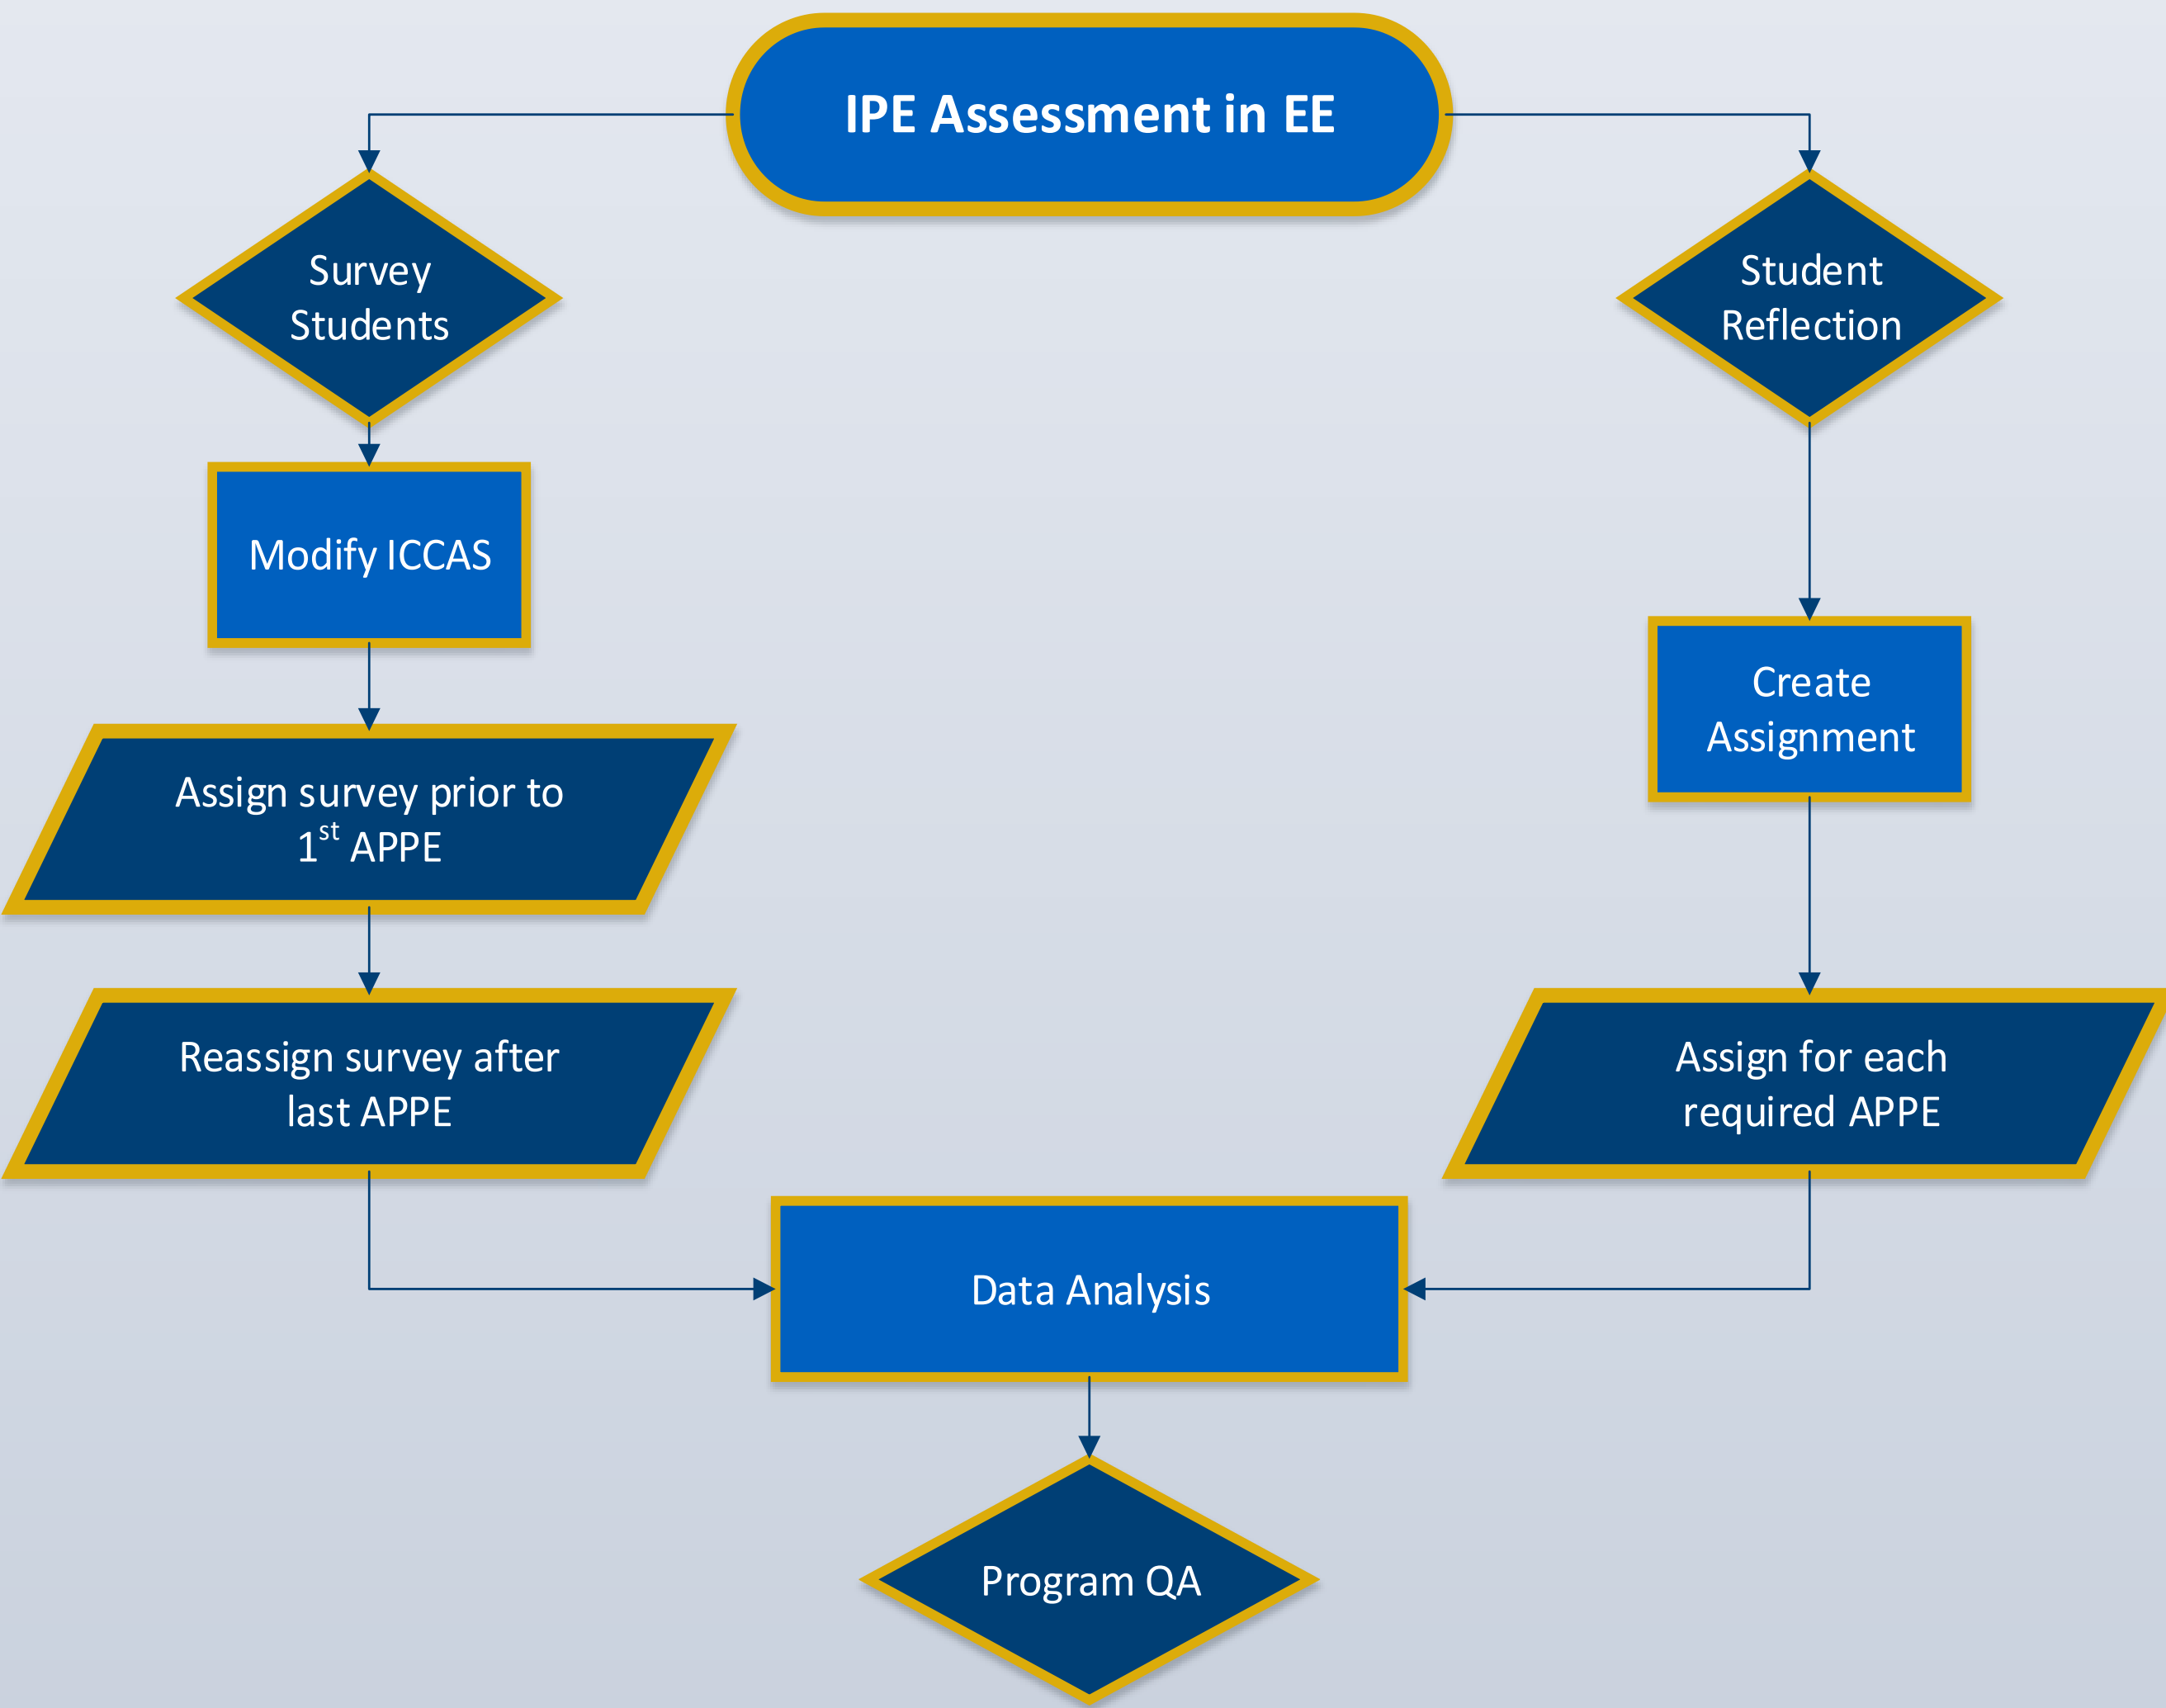 IPE Assessment in EE
Survey
Students
Student
Reflection
Modify ICCAS
Create
Assignment
Assign survey prior to
1st APPE
Reassign survey after
last APPE
Assign for each
required APPE
Data Analysis
Program QA